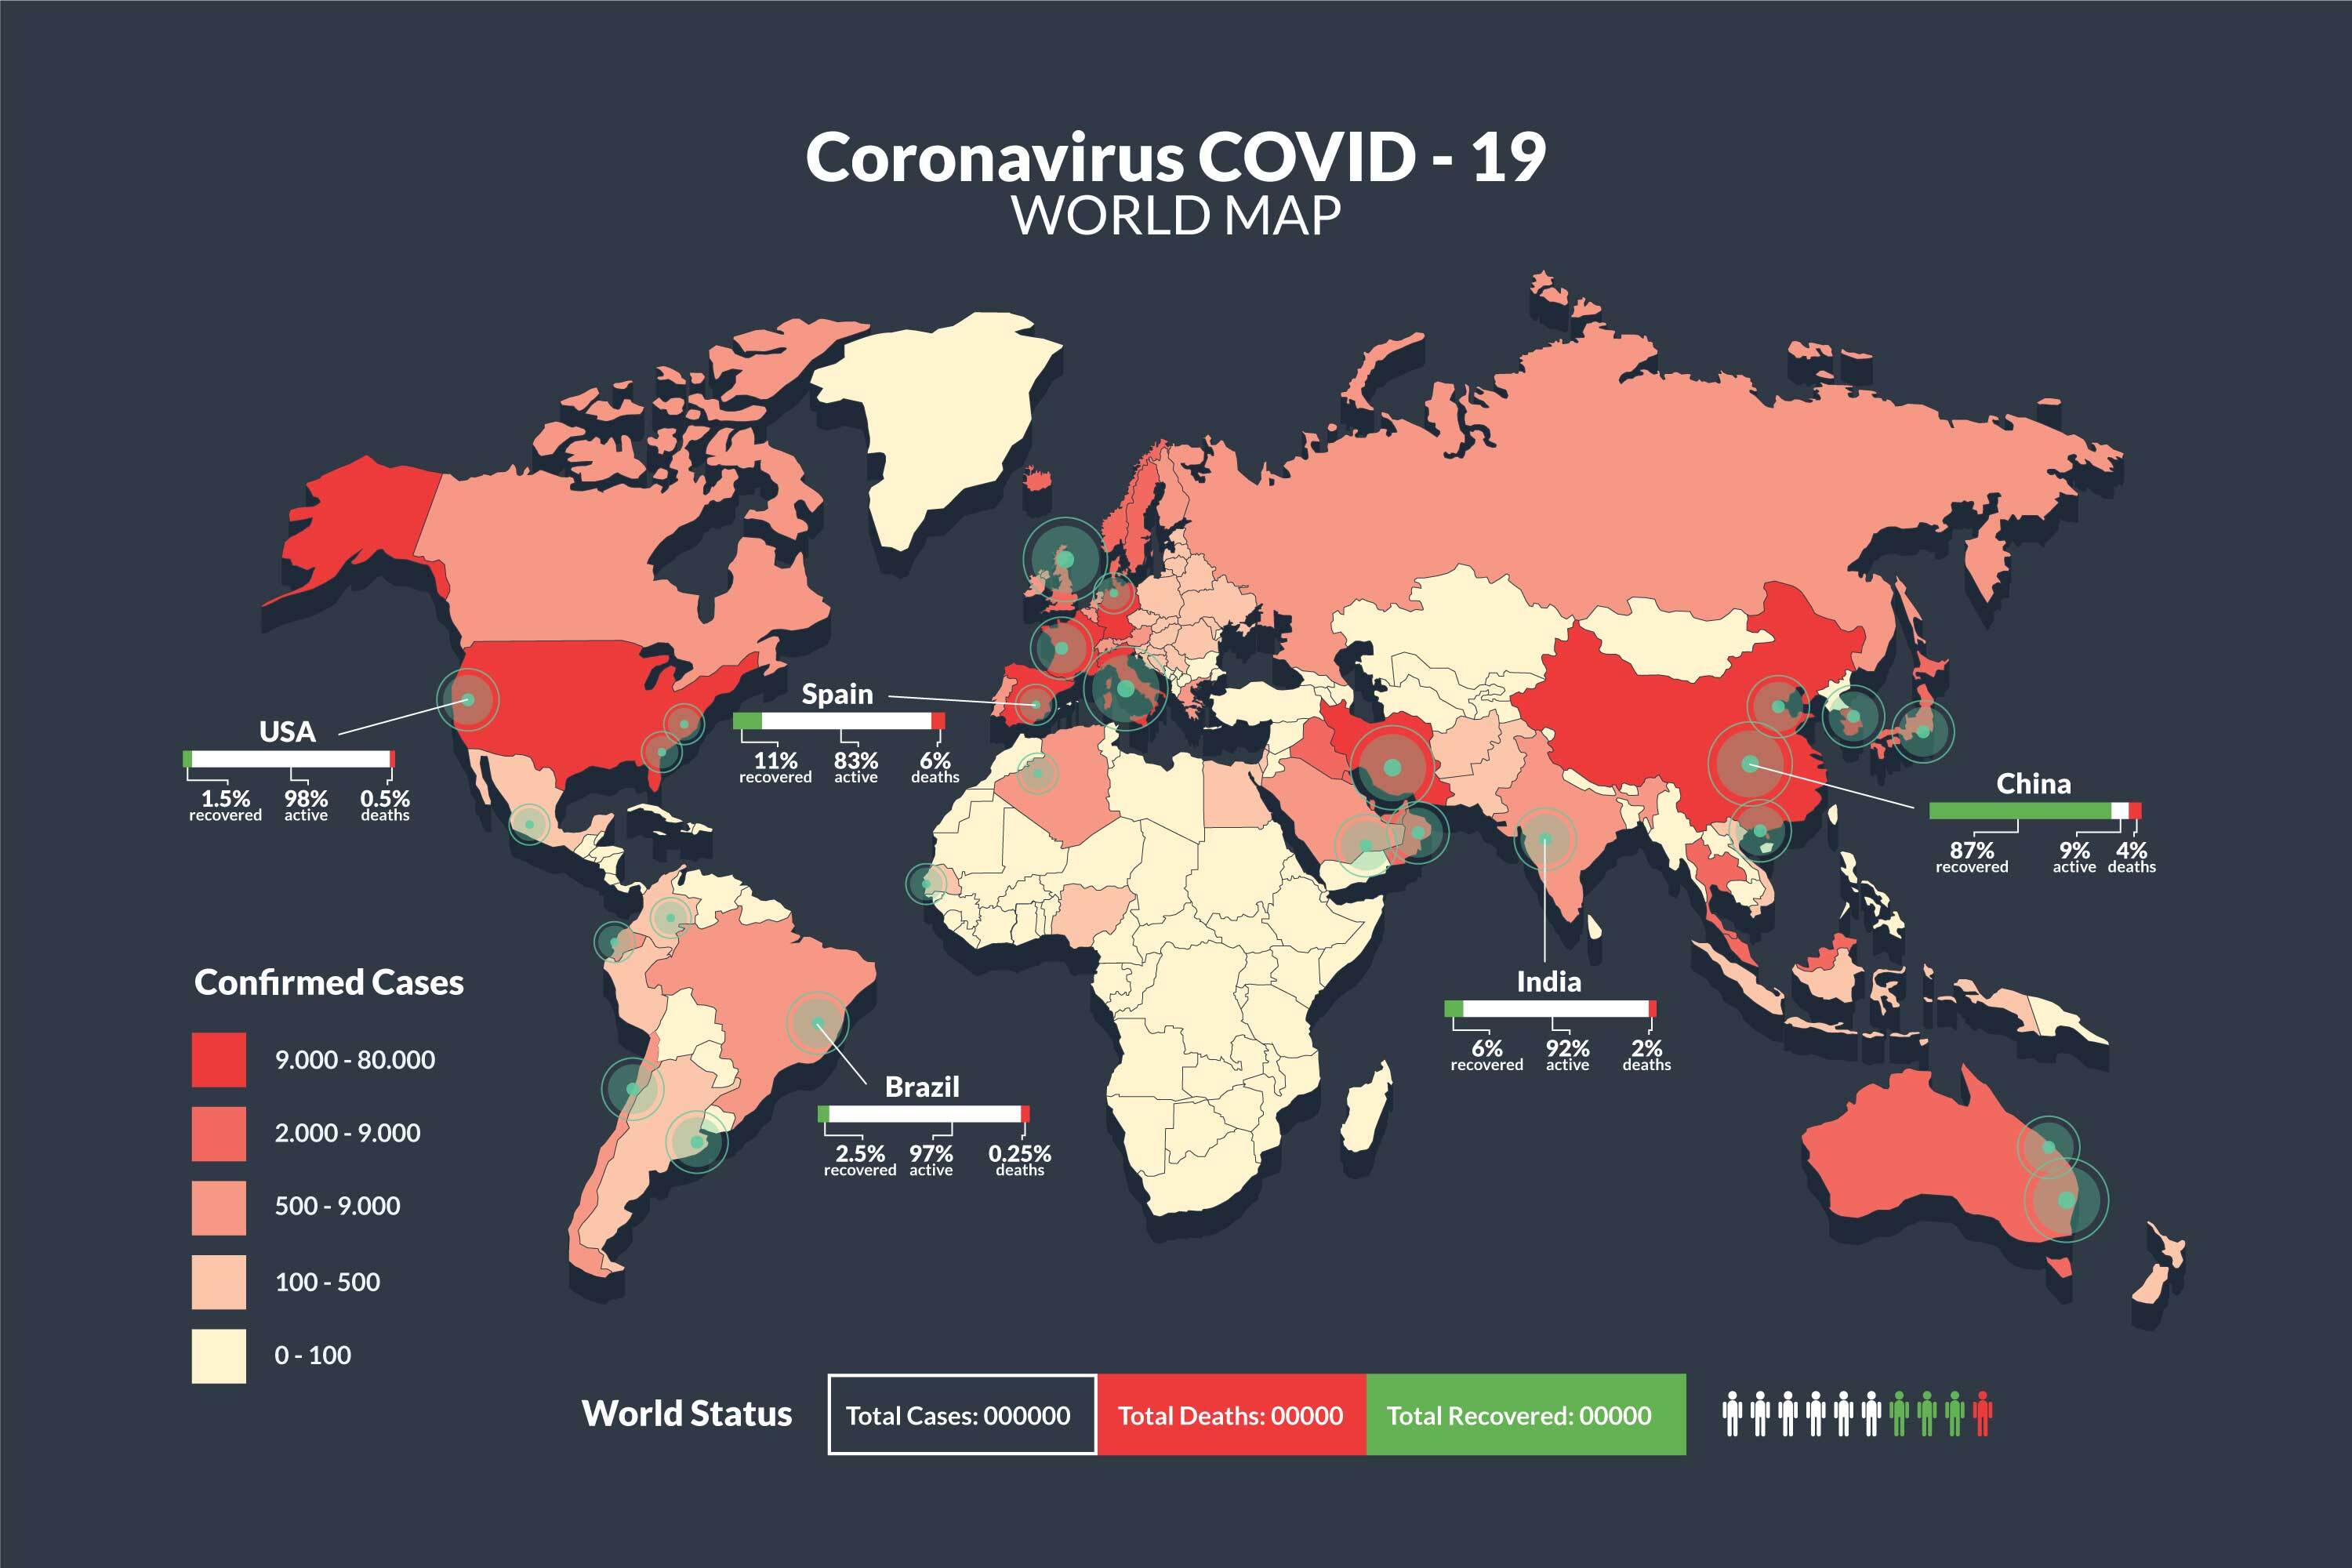 Coronavirus COVID - 19
WORLD MAP
USA
1.5% 98% 0.5%
recovered active deaths
Spain
11% 83% 6%
recovered active deaths
China
87% 9% 4%
recovered active deaths
India
6% 92% 2%
recovered active deaths
Brazil
2.5% 97% 0.25%
recovered active deaths
Confirmed Cases
9.000 - 80.000
2.000 - 9.000
500 - 9.000
100 - 500
0 - 100
World Status
Total Cases: 000000
Total Deaths: 00000
Total Recovered: 00000